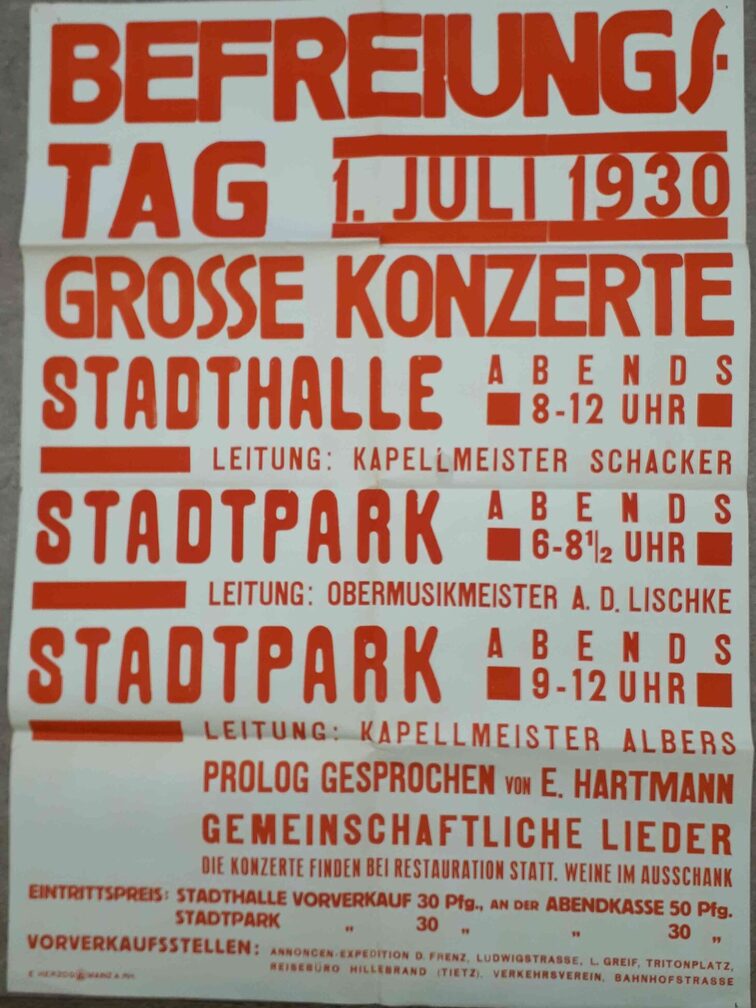 BEFREIUNGS-
TAG 1. JULI 1930
GROSSE KONZERTE
STADTHALLE ABENDS
8-12 UHR
LEITUNG: KAPELLMEISTER SCHACKER
STADTPARK ABENDS
6-8½ UHR
LEITUNG: OBERMUSIKMEISTER A. D. LISCHKE
STADTPARK ABENDS
9-12 UHR
LEITUNG: KAPELLMEISTER ALBERS
PROLOG GESPROCHEN VON E. HARTMANN
GEMEINSCHAFTLICHE LIEDER
DIE KONZERTE FINDEN BEI RESTAURATION STATT. WEINE IM AUSSCHANK
EINTRITTSPREIS: STADTHALLE VORVERKAUF 30 Pfg., AN DER ABENDKASSE 50 Pfg.
STADTPARK „ 30 „ „ 30 „
VORVERKAUFSSTELLEN: ANNONCEN-EXPEDITION D. FRENZ, LUDWIGSTRASSE, L. GREIF, TRITONPLATZ,
REISEBÜRO HILLEBRAND (TIETZ), VERKEHRSVEREIN, BAHNHOFSTRASSE
E. HERZOG MAINZ A. RH.